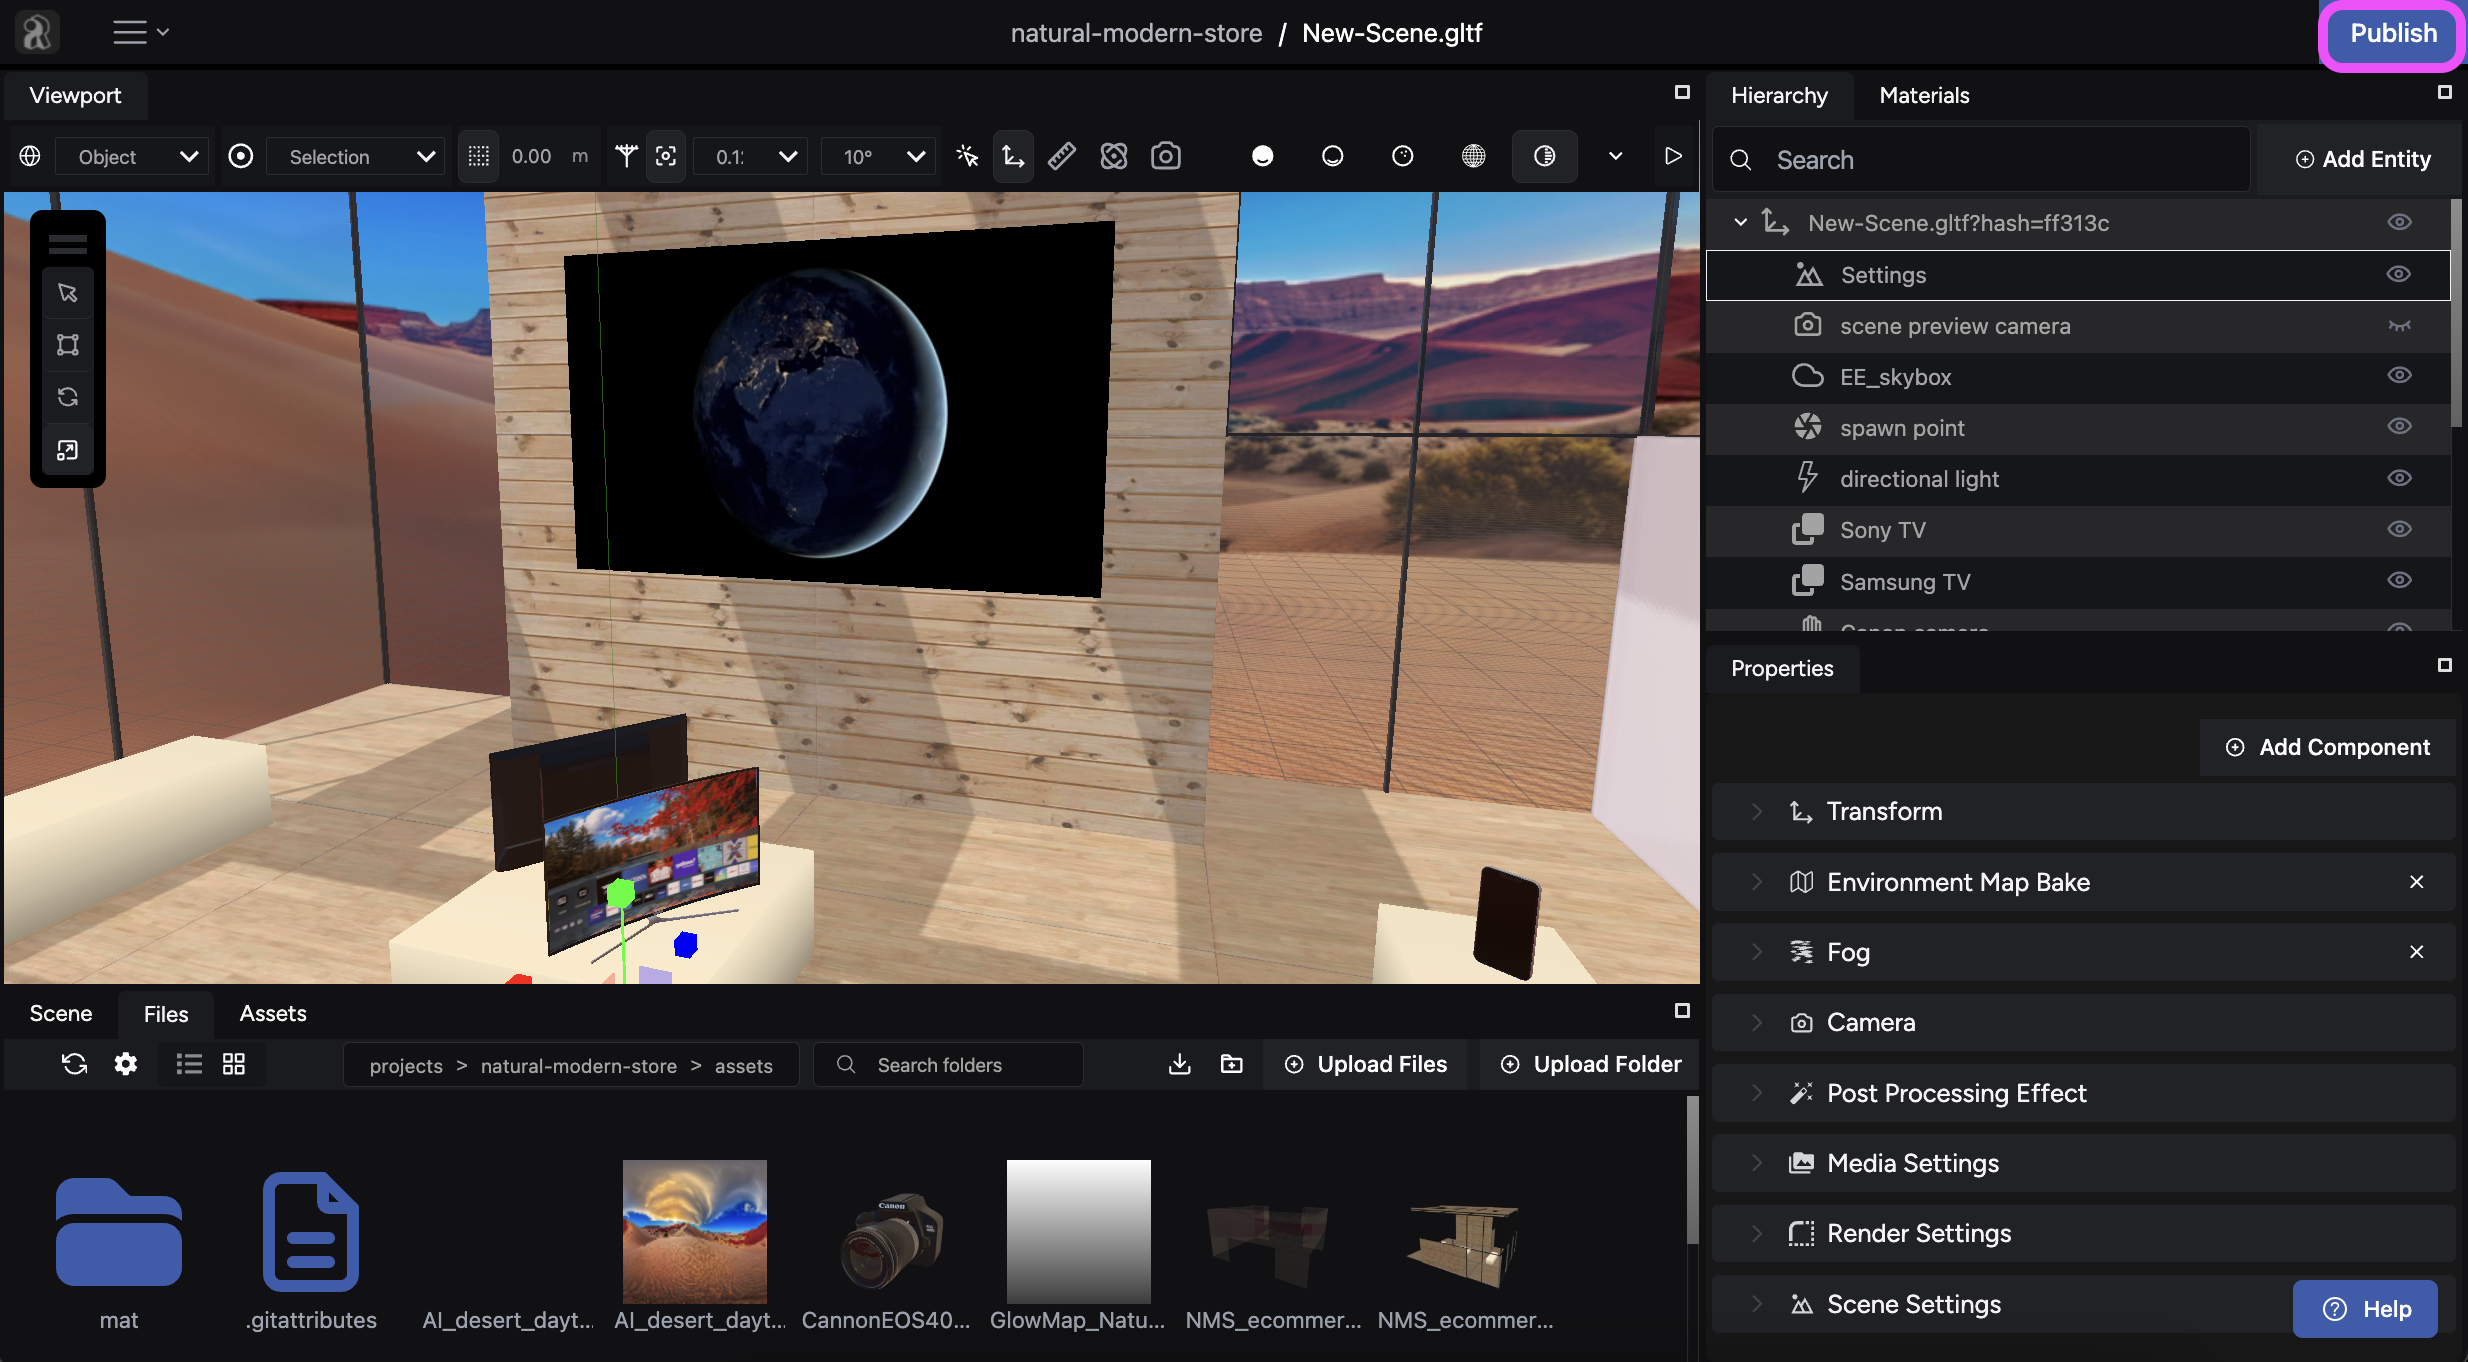 natural-modern-store / New-Scene.gltf
Publish
Viewport
Object
Selection
0.00 m
10°
Hierarchy
Materials
Search
Add Entity
New-Scene.gltf?hash=ff313c
Settings
scene preview camera
EE_skybox
spawn point
directional light
Sony TV
Samsung TV
Properties
Add Component
Transform
Environment Map Bake
Fog
Camera
Post Processing Effect
Media Settings
Render Settings
Scene Settings
Help
Scene
Files
Assets
projects > natural-modern-store > assets
Search folders
Upload Files
Upload Folder
Canon
mat
.gitattributes
AI_desert_dayt...
AI_desert_dayt...
CannonEOS40...
GlowMap_Natu...
NMS_ecommer...
NMS_ecommer...